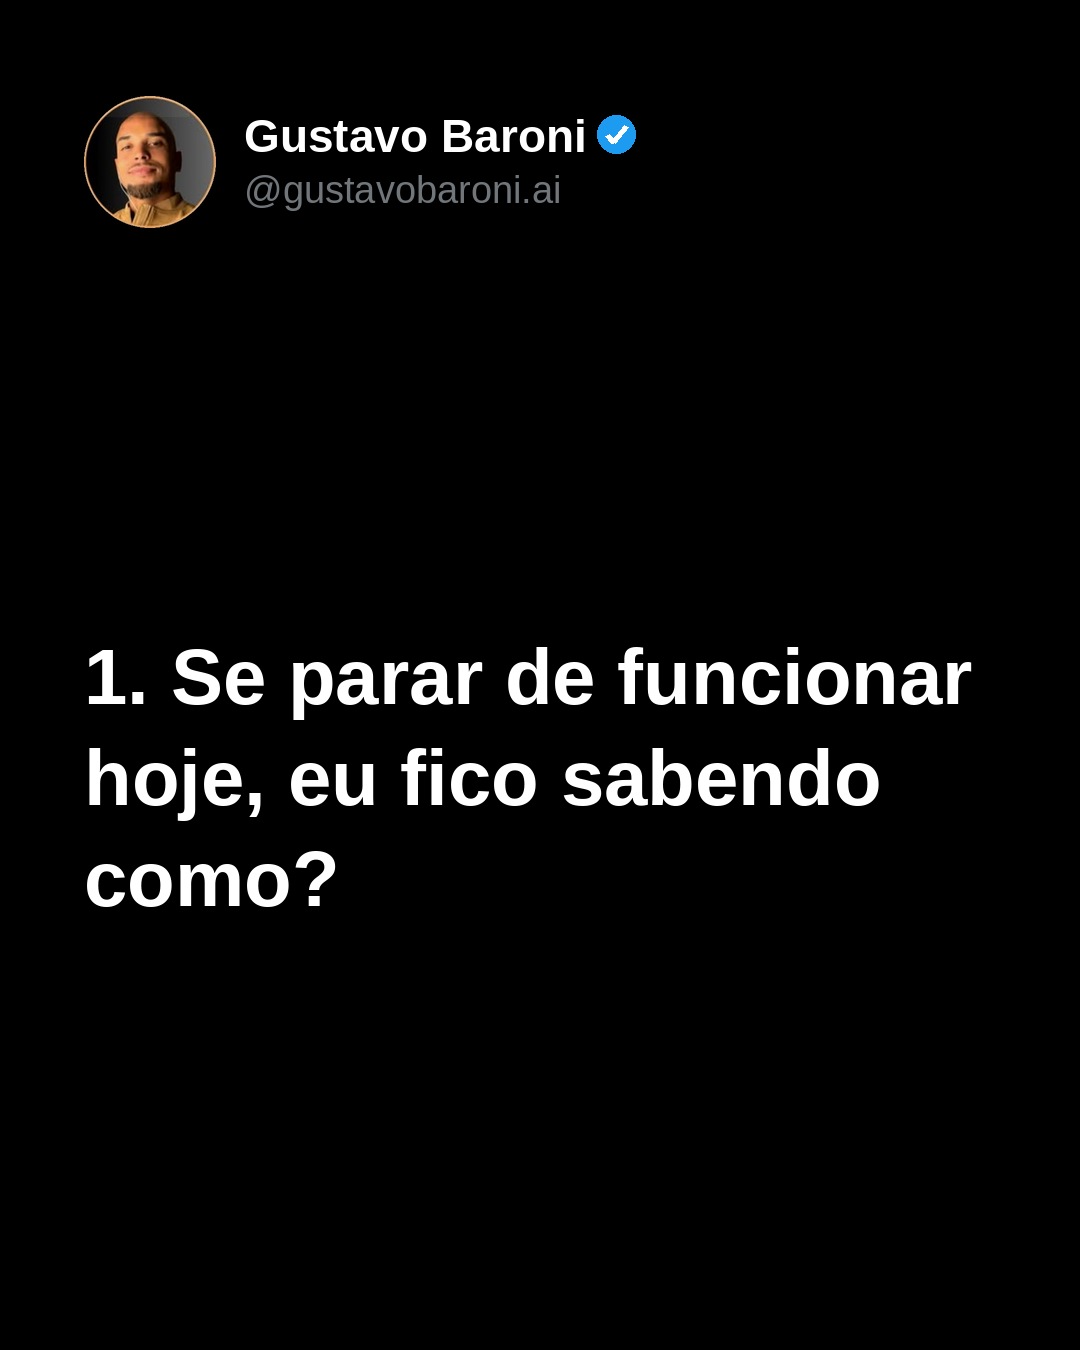 Gustavo Baroni
@gustavobaroni.ai
1. Se parar de funcionar
hoje, eu fico sabendo
como?